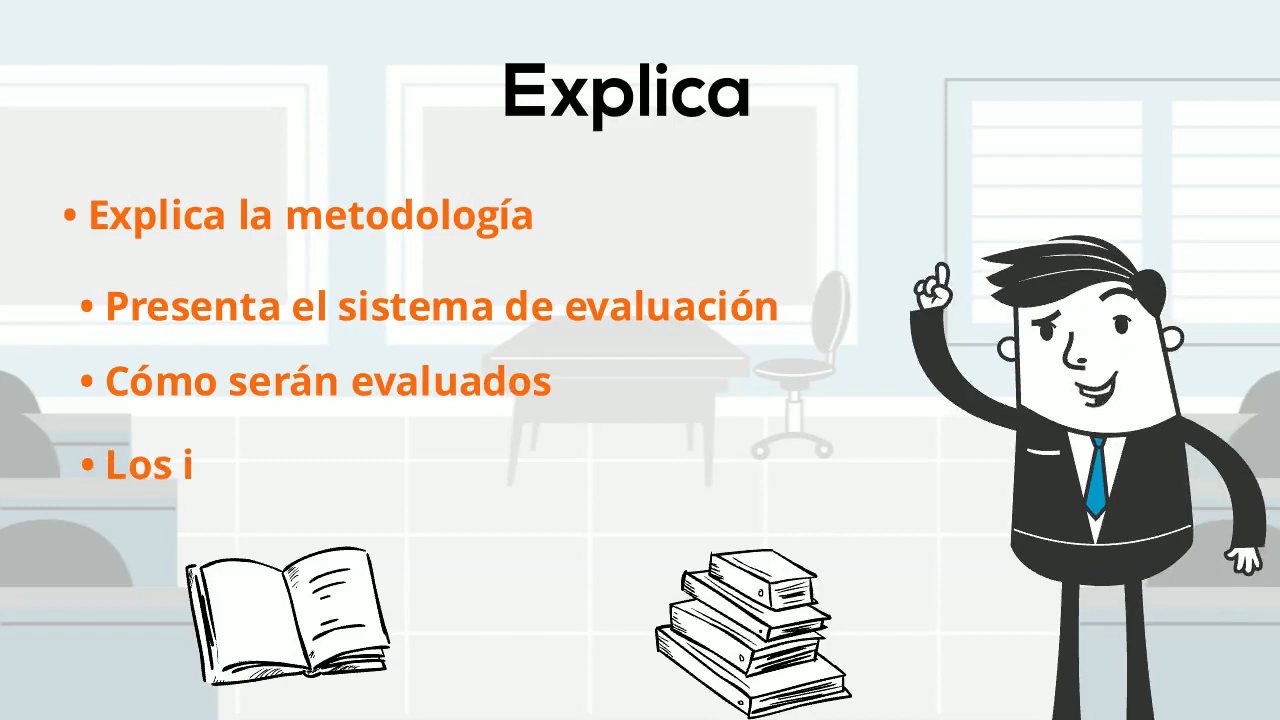 Explica
• Explica la metodología
• Presenta el sistema de evaluación
• Cómo serán evaluados
• Los i